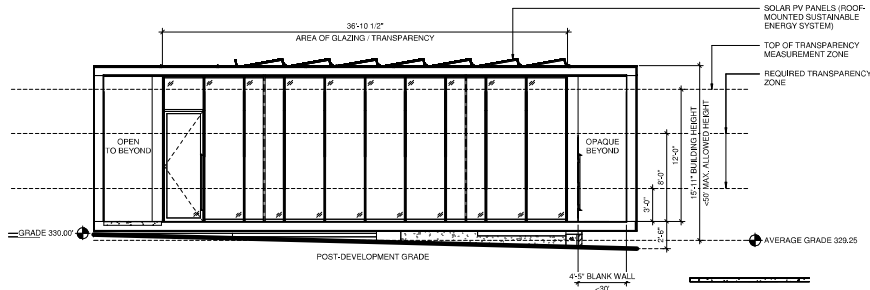 36'-10 1/2"
AREA OF GLAZING / TRANSPARENCY
SOLAR PV PANELS (ROOF-
MOUNTED SUSTAINABLE
ENERGY SYSTEM)
TOP OF TRANSPARENCY
MEASUREMENT ZONE
REQUIRED TRANSPARENCY
ZONE
OPEN
TO BEYOND
OPAQUE
BEYOND
3'-0"
8'-0"
12'-0"
2'-6"
15'-11" BUILDING HEIGHT
<50' MAX. ALLOWED HEIGHT
GRADE 330.00'
AVERAGE GRADE 329.25
POST-DEVELOPMENT GRADE
4'-5" BLANK WALL
<30'